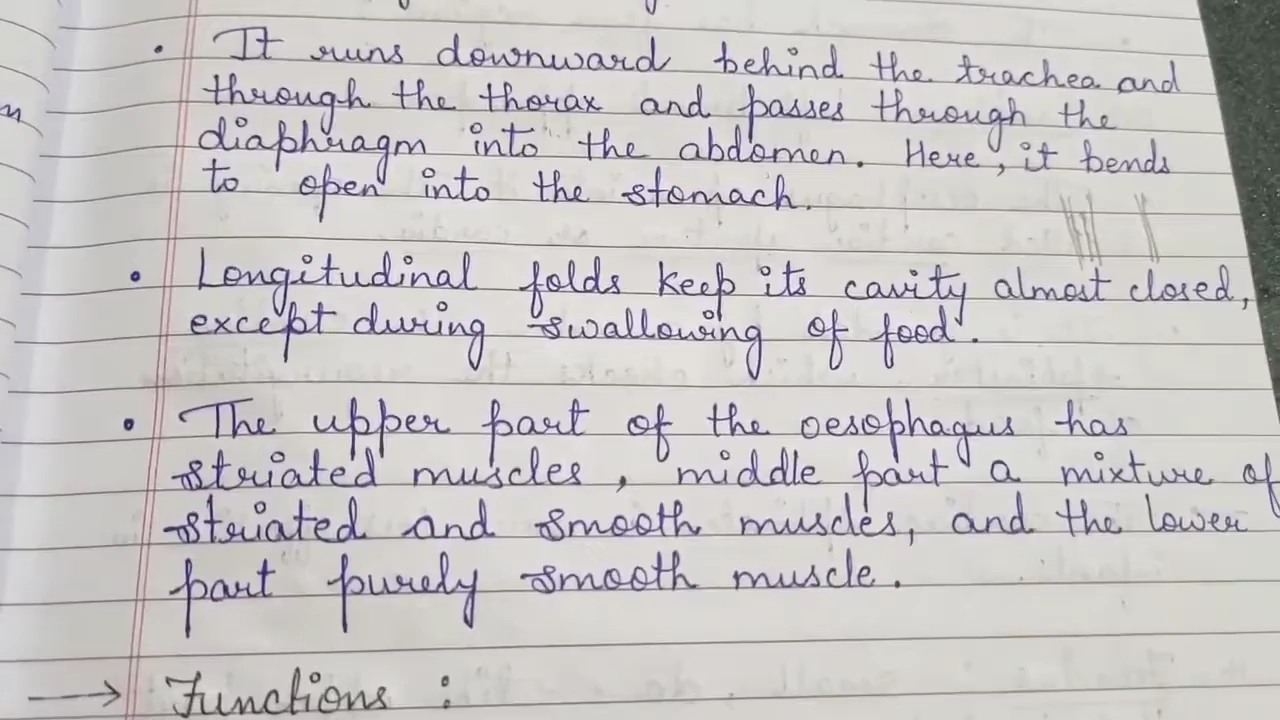 • It runs downward behind the trachea and
through the thorax and passes through the
diaphragm into the abdomen. Here, it bends
to open into the stomach.
• Longitudinal folds keep its cavity almost closed,
except during swallowing of food.
• The upper part of the oesophagus has
striated muscles, middle part a mixture of
striated and smooth muscles, and the lower
part purely smooth muscle.
→ Functions :